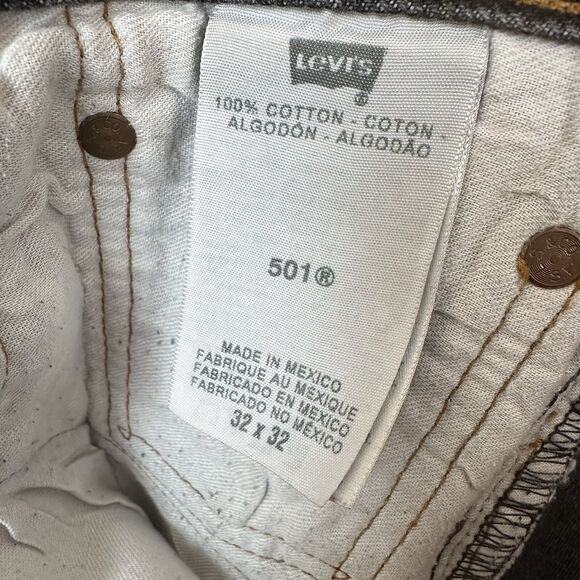 Levi's
®
100% COTTON - COTON -
ALGODÓN - ALGODÃO
501®
MADE IN MEXICO
FABRIQUE AU MEXIQUE
FABRICADO EN MEXICO
FABRICADO NO MÉXICO
32 x 32